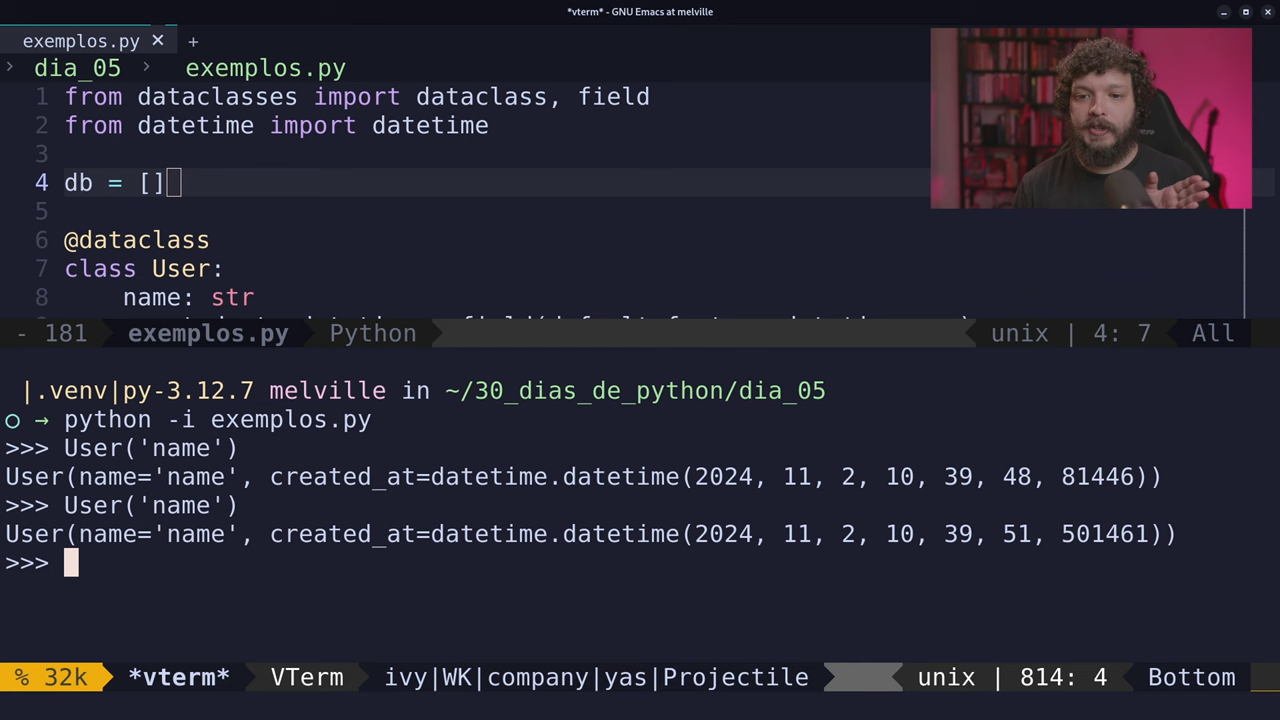 *vterm* - GNU Emacs at melville
exemplos.py × +
› dia_05 › exemplos.py
1 from dataclasses import dataclass, field
2 from datetime import datetime
3
4 db = []
5
6 @dataclass
7 class User:
8 name: str
- 181 exemplos.py Python unix | 4: 7 All
|.venv|py-3.12.7 melville in ~/30_dias_de_python/dia_05
○ → python -i exemplos.py
>>> User('name')
User(name='name', created_at=datetime.datetime(2024, 11, 2, 10, 39, 48, 81446))
>>> User('name')
User(name='name', created_at=datetime.datetime(2024, 11, 2, 10, 39, 51, 501461))
>>>
% 32k *vterm* VTerm ivy|WK|company|yas|Projectile unix | 814: 4 Bottom